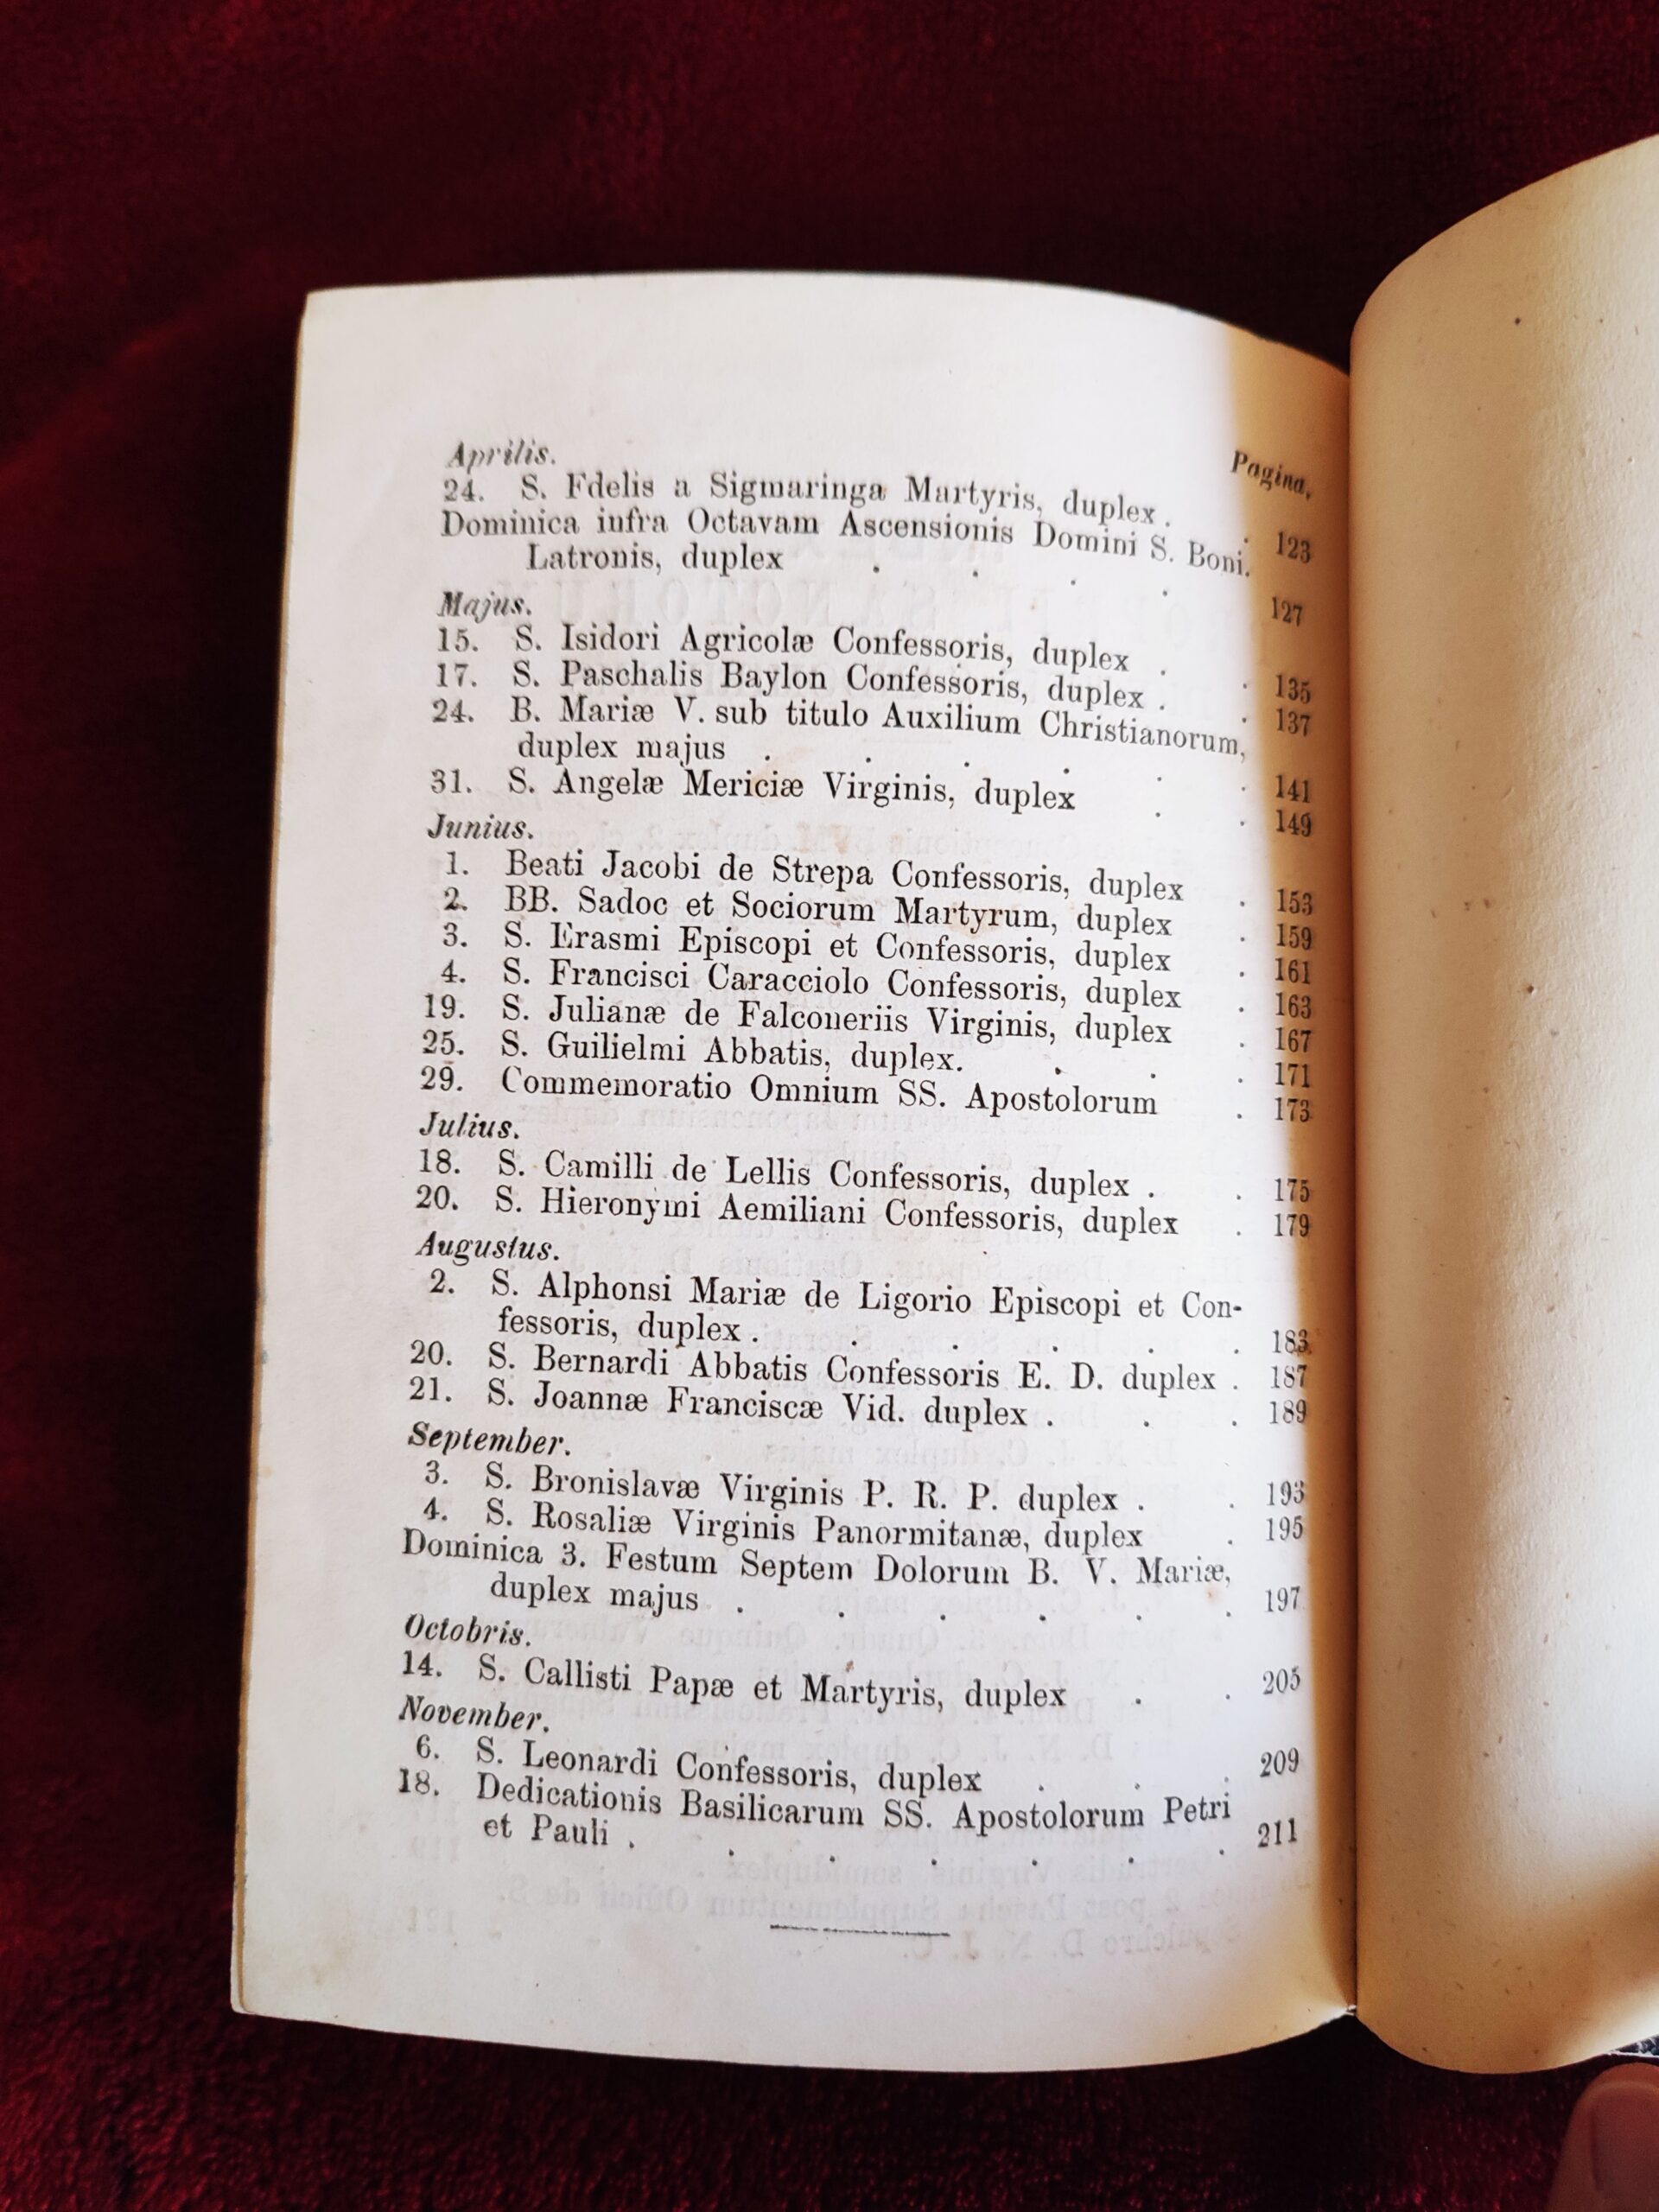 Aprilis. Pagina.
24. S. Fdelis a Sigmaringa Martyris, duplex . . 123
Dominica infra Octavam Ascensionis Domini S. Boni.
Latronis, duplex . . . . 127
Majus.
15. S. Isidori Agricolæ Confessoris, duplex . . 135
17. S. Paschalis Baylon Confessoris, duplex . . 137
24. B. Mariæ V. sub titulo Auxilium Christianorum,
duplex majus . . . . . . 141
31. S. Angelæ Mericiæ Virginis, duplex . . 149
Junius.
1. Beati Jacobi de Strepa Confessoris, duplex . 153
2. BB. Sadoc et Sociorum Martyrum, duplex . 159
3. S. Erasmi Episcopi et Confessoris, duplex . 161
4. S. Francisci Caracciolo Confessoris, duplex . 163
19. S. Julianæ de Falconeriis Virginis, duplex . 167
25. S. Guilielmi Abbatis, duplex. . . . 171
29. Commemoratio Omnium SS. Apostolorum . 173
Julius.
18. S. Camilli de Lellis Confessoris, duplex . . 175
20. S. Hieronymi Aemiliani Confessoris, duplex . 179
Augustus.
2. S. Alphonsi Mariæ de Ligorio Episcopi et Con-
fessoris, duplex . . . . . . 183
20. S. Bernardi Abbatis Confessoris E. D. duplex . 187
21. S. Joannæ Franciscæ Vid. duplex . . . 189
September.
3. S. Bronislavæ Virginis P. R. P. duplex . . 193
4. S. Rosaliæ Virginis Panormitanæ, duplex . 195
Dominica 3. Festum Septem Dolorum B. V. Mariæ,
duplex majus . . . . . . 197
Octobris.
14. S. Callisti Papæ et Martyris, duplex . . 205
November.
6. S. Leonardi Confessoris, duplex . . . 209
18. Dedicationis Basilicarum SS. Apostolorum Petri
et Pauli . . . . . . . 211